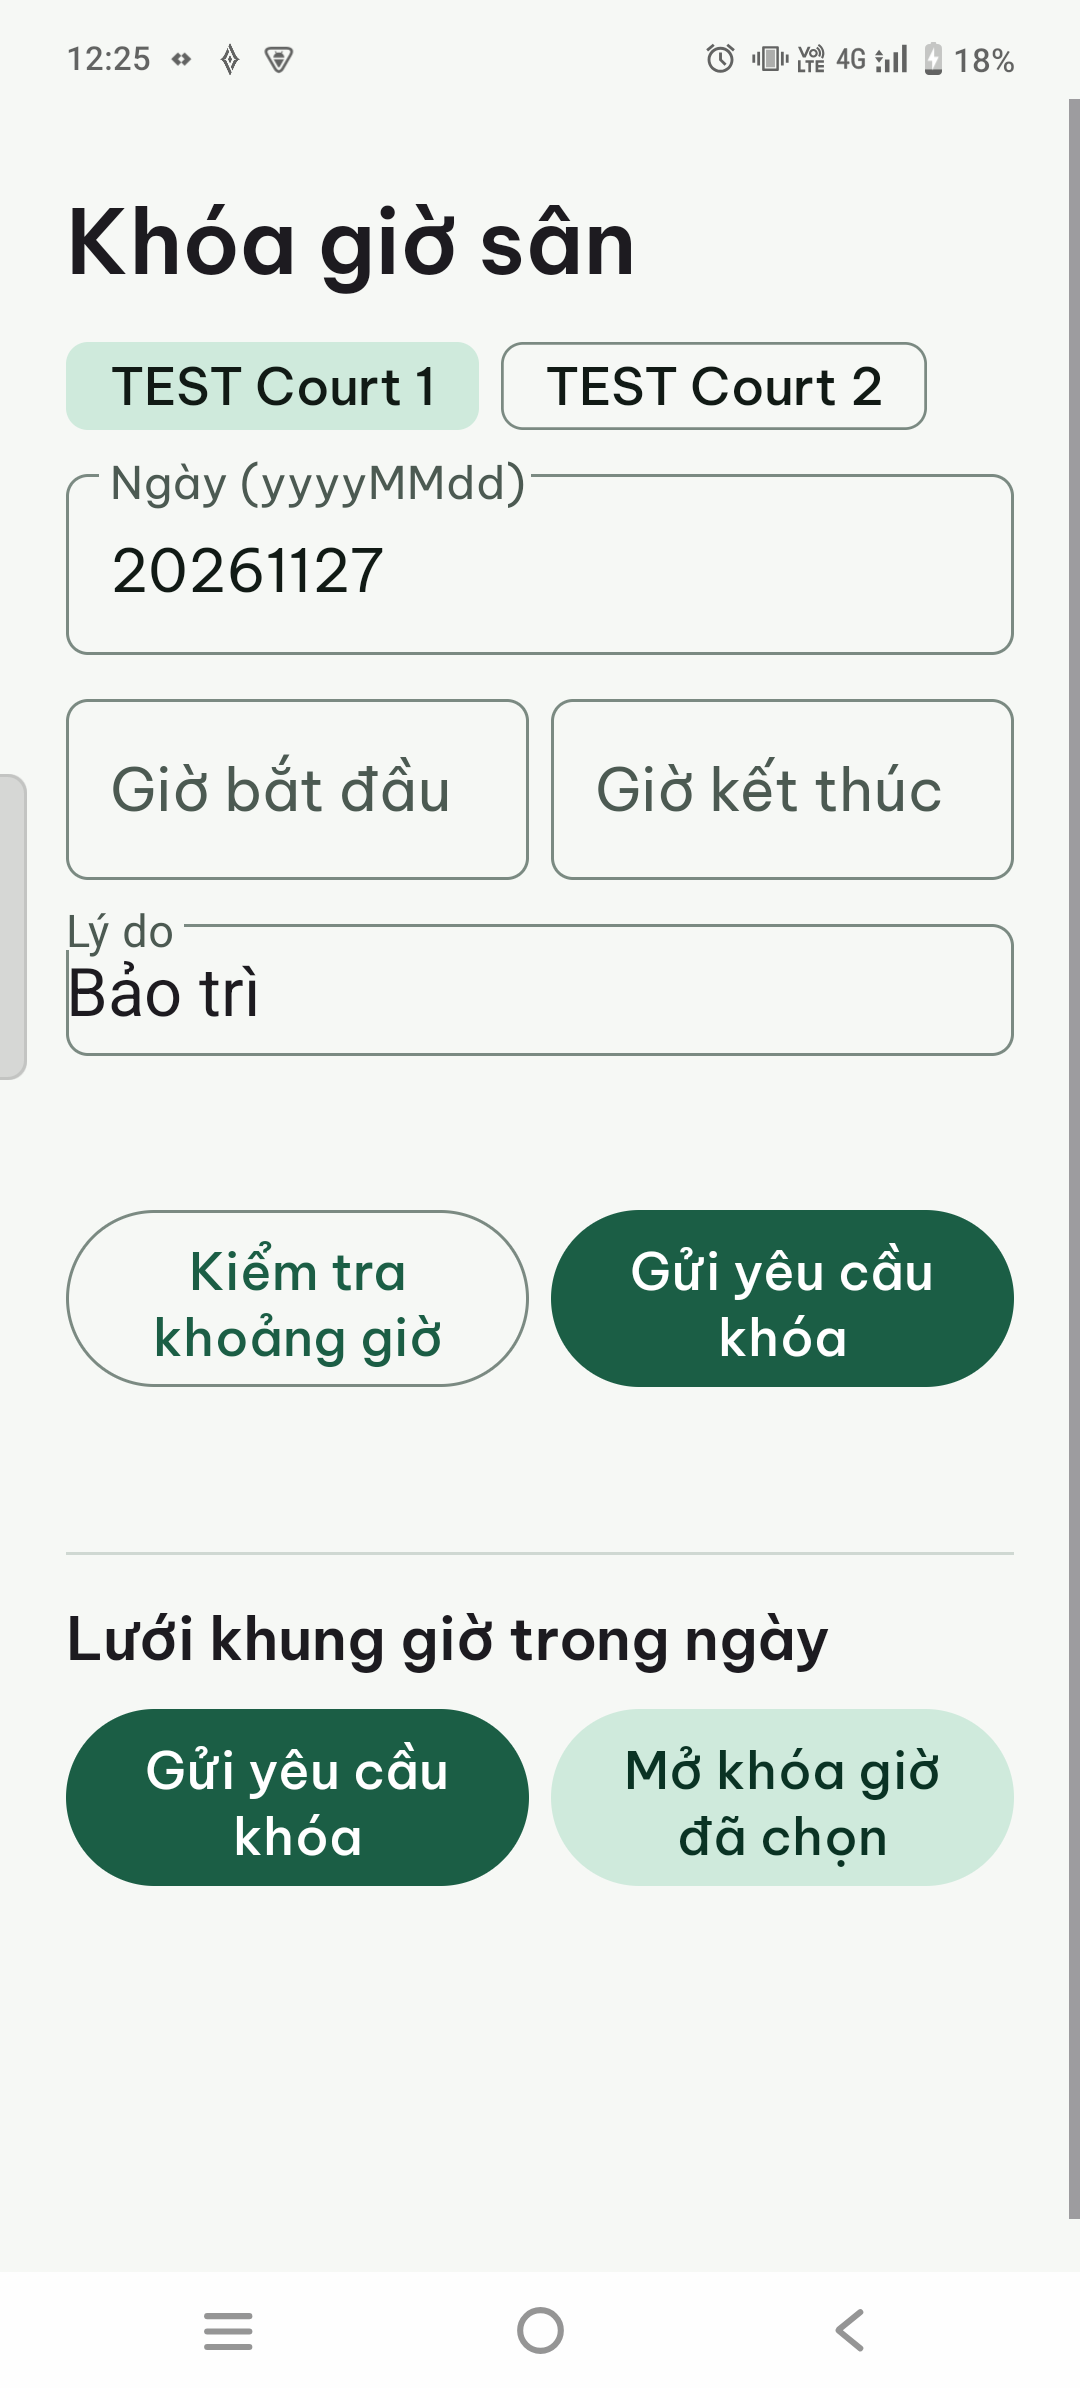 12:25 4G 18%
Khóa giờ sân
TEST Court 1 TEST Court 2
Ngày (yyyyMMdd)
20261127
Giờ bắt đầu Giờ kết thúc
Lý do
Bảo trì
Kiểm tra
khoảng giờ
Gửi yêu cầu
khóa
Lưới khung giờ trong ngày
Gửi yêu cầu
khóa
Mở khóa giờ
đã chọn